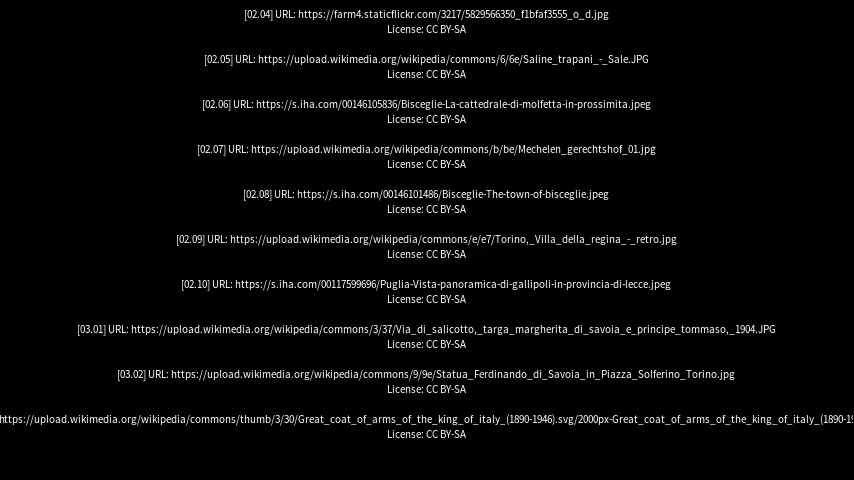 [02.04] URL: https://farm4.staticflickr.com/3217/5829566350_f1bfaf3555_o_d.jpg
License: CC BY-SA
[02.05] URL: https://upload.wikimedia.org/wikipedia/commons/6/6e/Saline_trapani_-_Sale.JPG
License: CC BY-SA
[02.06] URL: https://s.iha.com/00146105836/Bisceglie-La-cattedrale-di-molfetta-in-prossimita.jpeg
License: CC BY-SA
[02.07] URL: https://upload.wikimedia.org/wikipedia/commons/b/be/Mechelen_gerechtshof_01.jpg
License: CC BY-SA
[02.08] URL: https://s.iha.com/00146101486/Bisceglie-The-town-of-bisceglie.jpeg
License: CC BY-SA
[02.09] URL: https://upload.wikimedia.org/wikipedia/commons/e/e7/Torino,_Villa_della_regina_-_retro.jpg
License: CC BY-SA
[02.10] URL: https://s.iha.com/00117599696/Puglia-Vista-panoramica-di-gallipoli-in-provincia-di-lecce.jpeg
License: CC BY-SA
[03.01] URL: https://upload.wikimedia.org/wikipedia/commons/3/37/Via_di_salicotto,_targa_margherita_di_savoia_e_principe_tommaso,_1904.JPG
License: CC BY-SA
[03.02] URL: https://upload.wikimedia.org/wikipedia/commons/9/9e/Statua_Ferdinando_di_Savoia_in_Piazza_Solferino_Torino.jpg
License: CC BY-SA
https://upload.wikimedia.org/wikipedia/commons/thumb/3/30/Great_coat_of_arms_of_the_king_of_italy_(1890-1946).svg/2000px-Great_coat_of_arms_of_the_king_of_italy_(1890-19
License: CC BY-SA